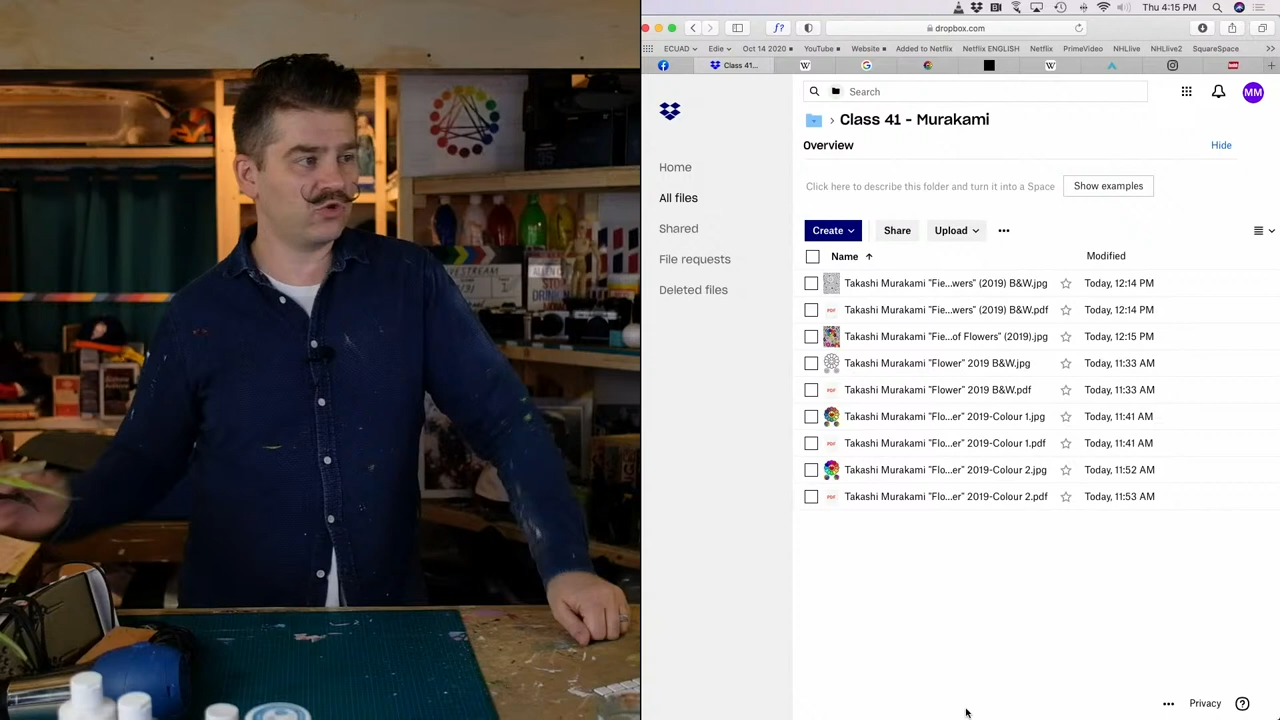 Thu 4:15 PM
f?
dropbox.com
ECUAD
Edie
Oct 14 2020
YouTube
Website
Added to Netflix
Netflix ENGLISH
Netflix
PrimeVideo
NHLlive
NHLlive2
SquareSpace
Class 41...
Search
MM
Class 41 - Murakami
Overview
Hide
Click here to describe this folder and turn it into a Space
Show examples
Home
All files
Shared
File requests
Deleted files
Create
Share
Upload
Name
Modified
Takashi Murakami "Fie...wers" (2019) B&W.jpg
Today, 12:14 PM
PDF
Takashi Murakami "Fie...wers" (2019) B&W.pdf
Today, 12:14 PM
Takashi Murakami "Fie...of Flowers" (2019).jpg
Today, 12:15 PM
Takashi Murakami "Flower" 2019 B&W.jpg
Today, 11:33 AM
PDF
Takashi Murakami "Flower" 2019 B&W.pdf
Today, 11:33 AM
Takashi Murakami "Flo...er" 2019-Colour 1.jpg
Today, 11:41 AM
PDF
Takashi Murakami "Flo...er" 2019-Colour 1.pdf
Today, 11:41 AM
Takashi Murakami "Flo...er" 2019-Colour 2.jpg
Today, 11:52 AM
PDF
Takashi Murakami "Flo...er" 2019-Colour 2.pdf
Today, 11:53 AM
Privacy